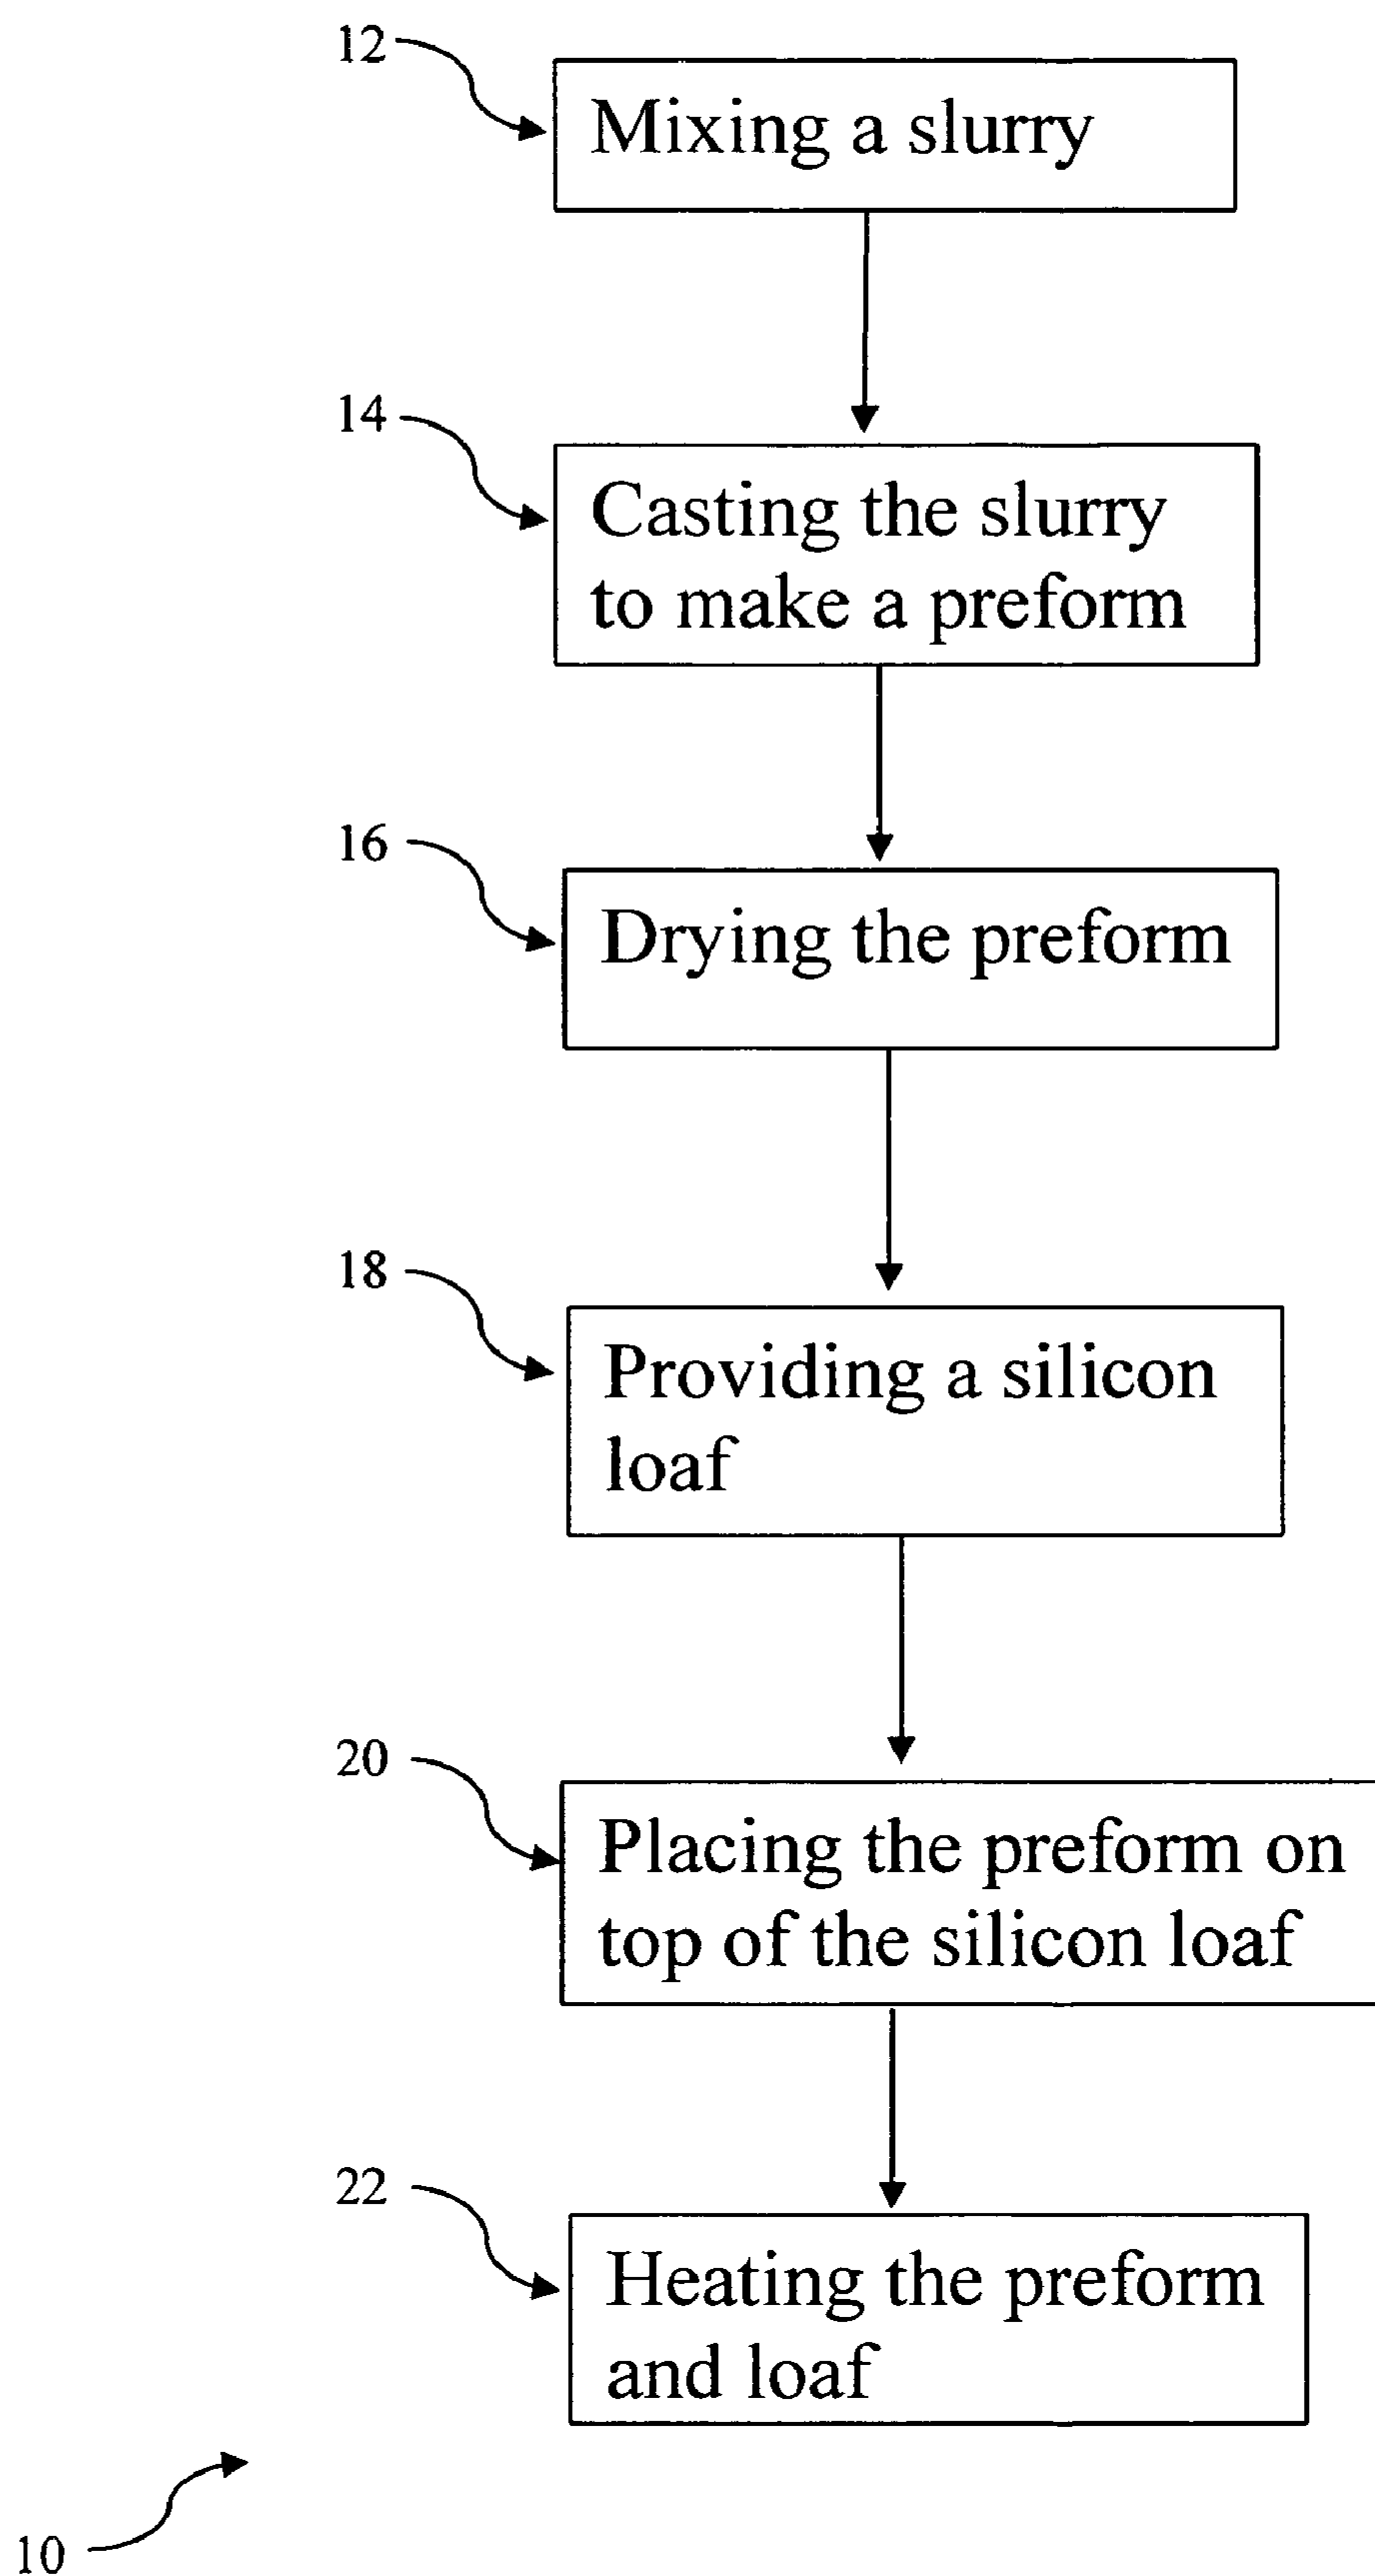 12
Mixing a slurry
14
Casting the slurry
to make a preform
16
Drying the preform
18
Providing a silicon
loaf
20
Placing the preform on
top of the silicon loaf
22
Heating the preform
and loaf
10